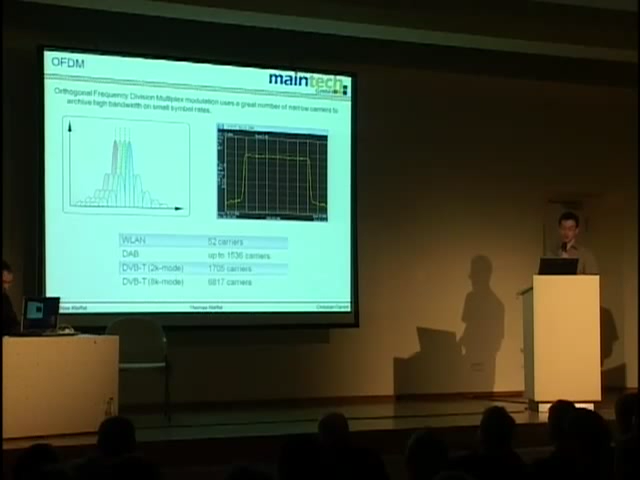 OFDM
maintech
Orthogonal Frequency Division Multiplex modulation uses a great number of narrow carriers to
archive high bandwidth on small symbol rates.
WLAN 52 carriers
DAB up to 1536 carriers
DVB-T (2k-mode) 1705 carriers
DVB-T (8k-mode) 6817 carriers